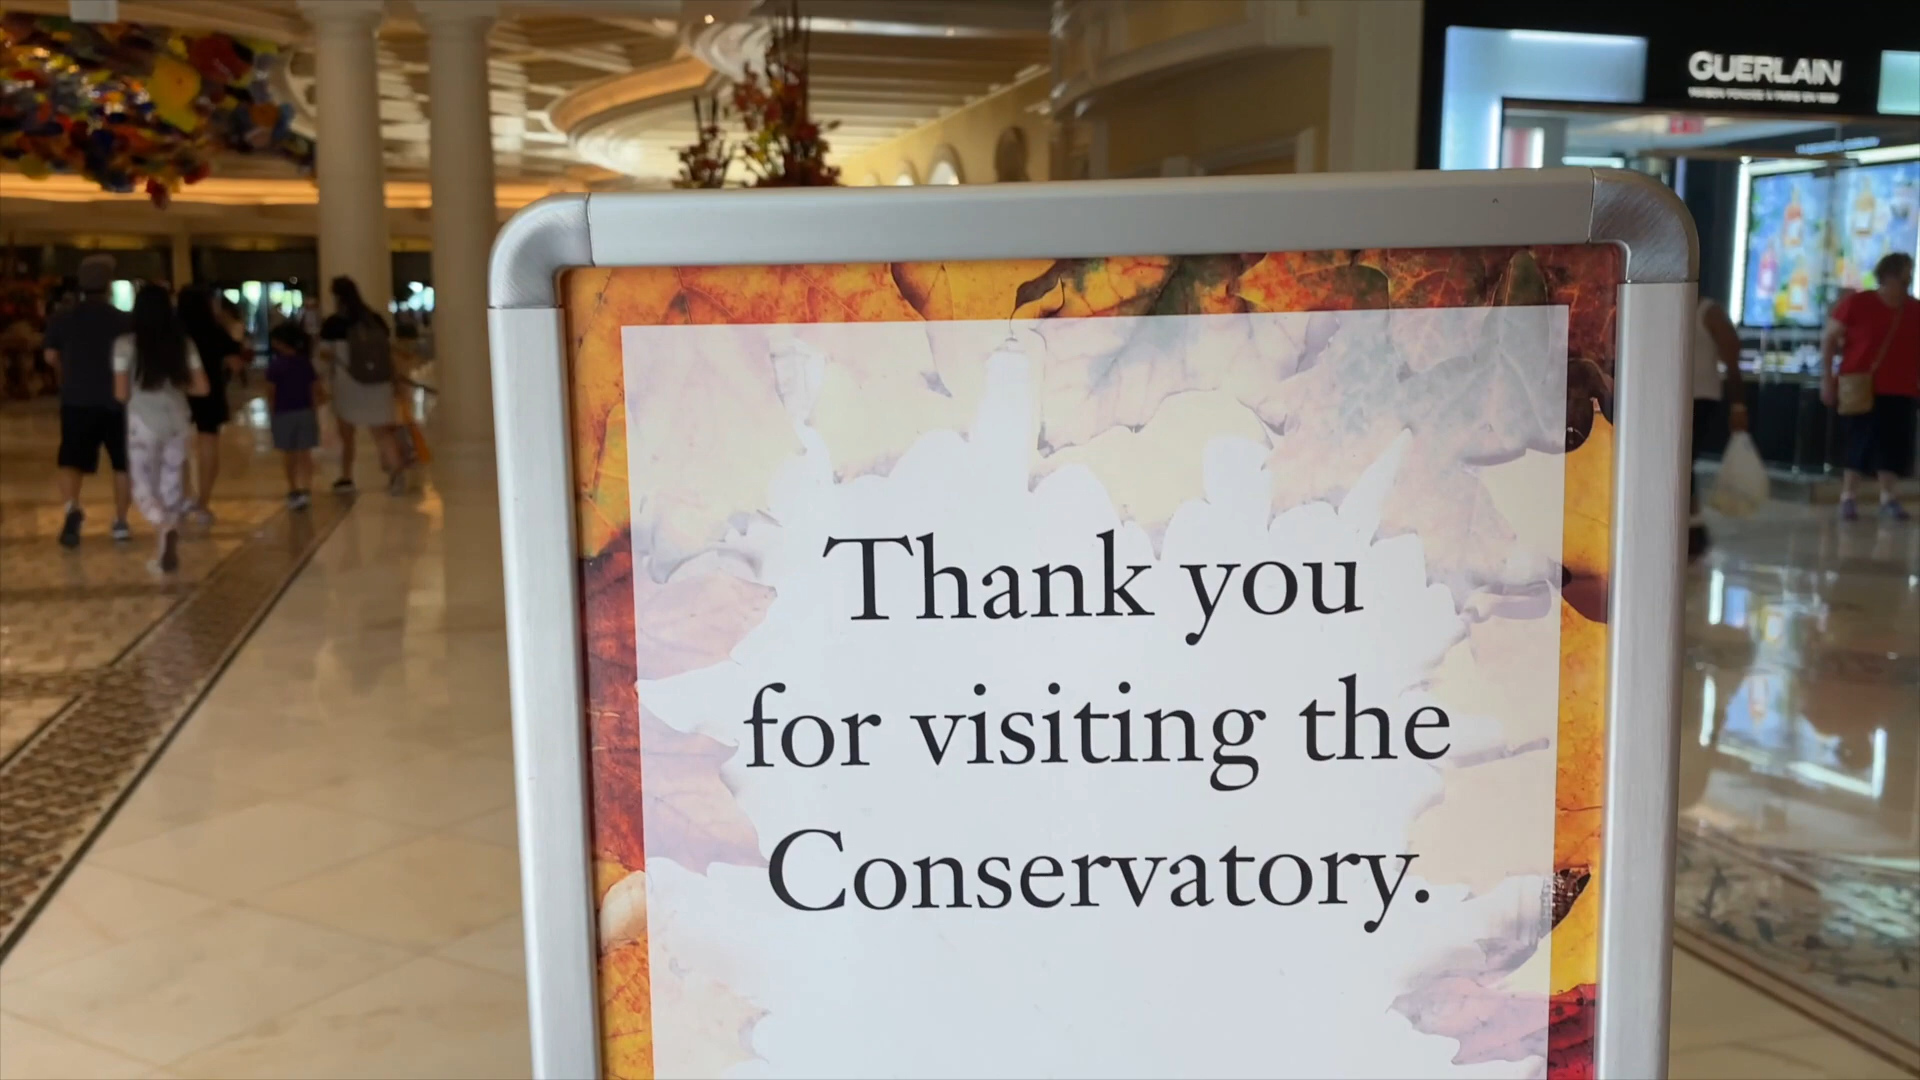 GUERLAIN
Thank you
for visiting the
Conservatory.